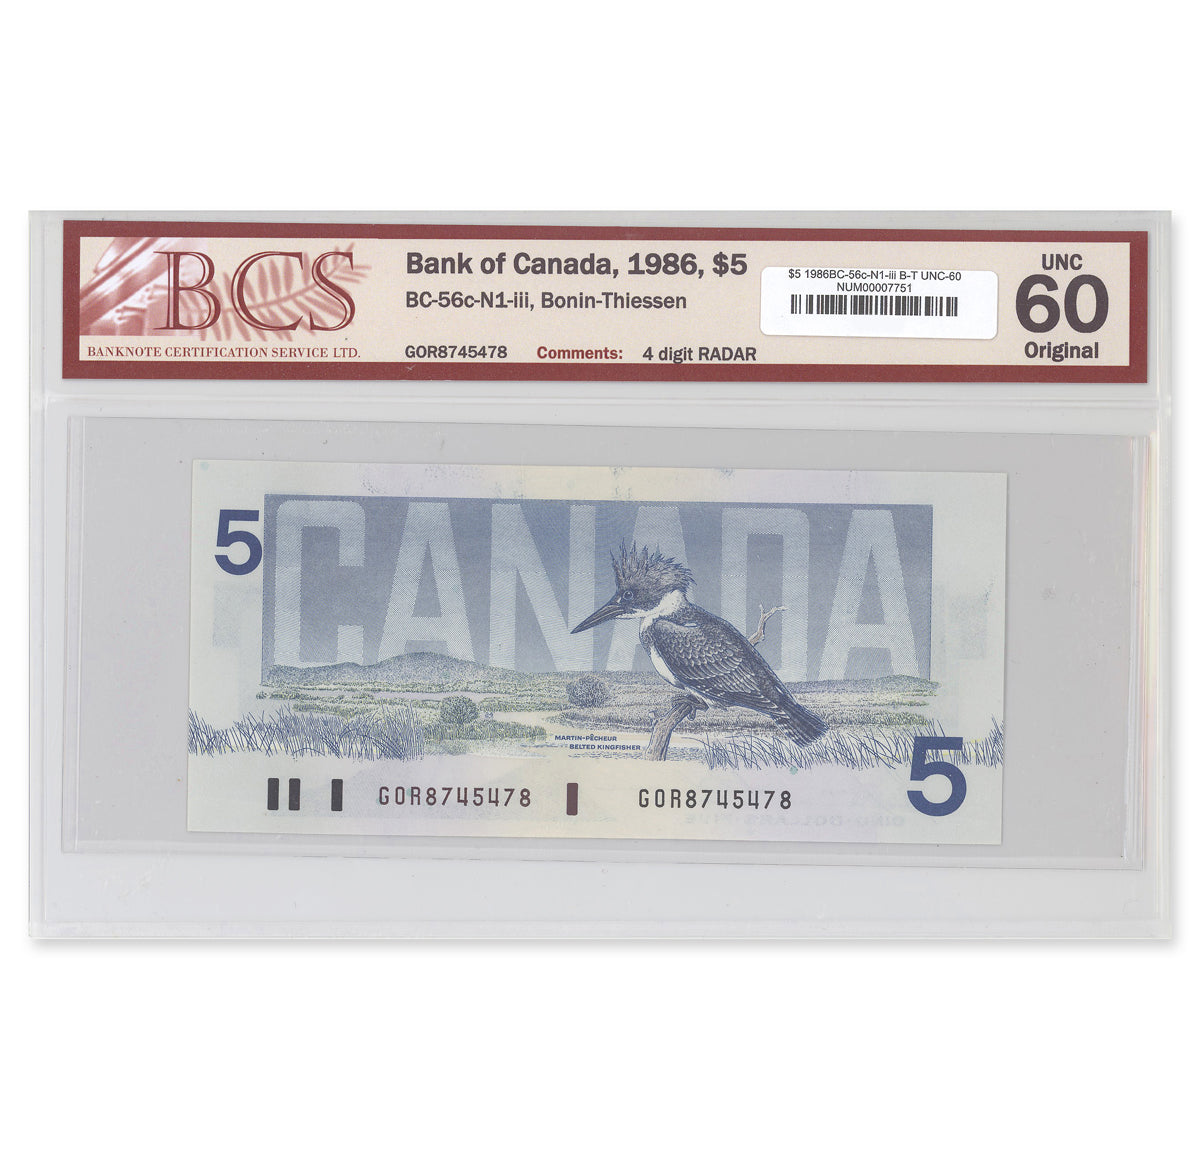 BCS
BANKNOTE CERTIFICATION SERVICE LTD.
Bank of Canada, 1986, $5
BC-56c-N1-iii, Bonin-Thiessen
GOR8745478 Comments: 4 digit RADAR
$5 1986BC-56c-N1-iii B-T UNC-60
NUM00007751
UNC
60
Original
5
CANADA
MARTIN-PÊCHEUR
BELTED KINGFISHER
5
GOR8745478
GOR8745478